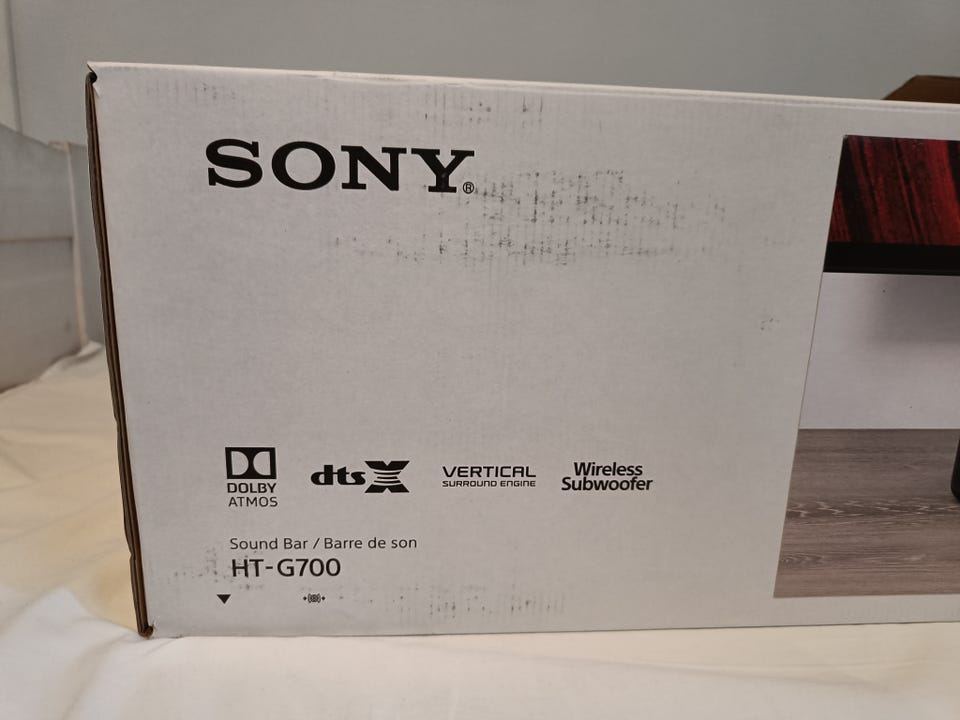 SONY®
DOLBY
ATMOS
dts X
VERTICAL
SURROUND ENGINE
Wireless
Subwoofer
Sound Bar / Barre de son
HT-G700